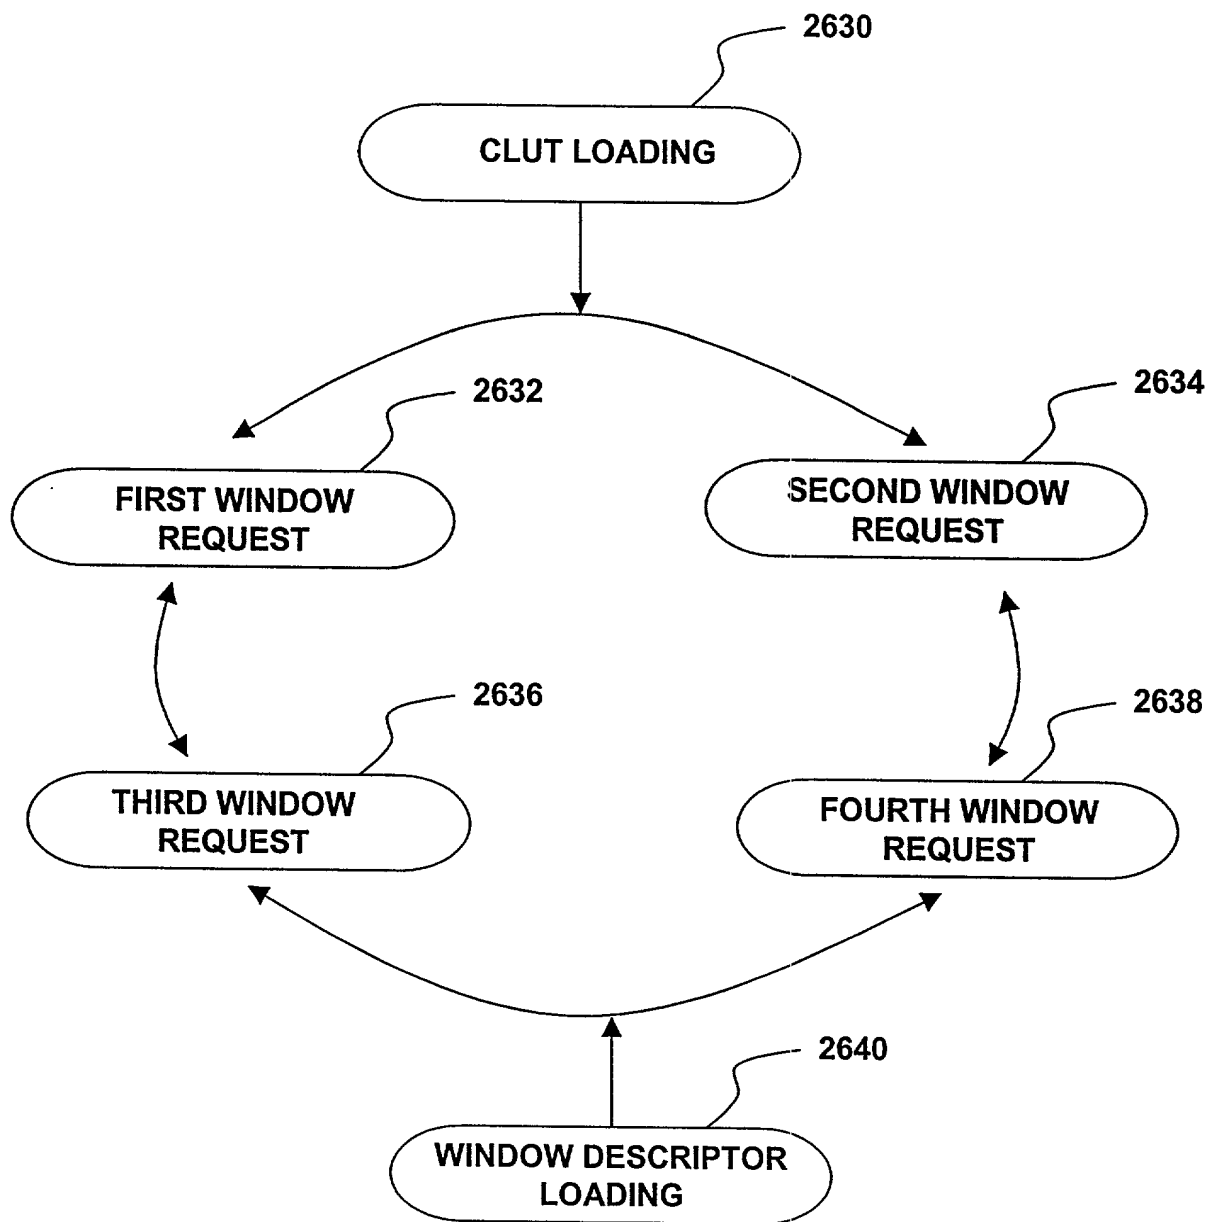 2630
CLUT LOADING
2632
2634
FIRST WINDOW
REQUEST
SECOND WINDOW
REQUEST
2636
2638
THIRD WINDOW
REQUEST
FOURTH WINDOW
REQUEST
2640
WINDOW DESCRIPTOR
LOADING